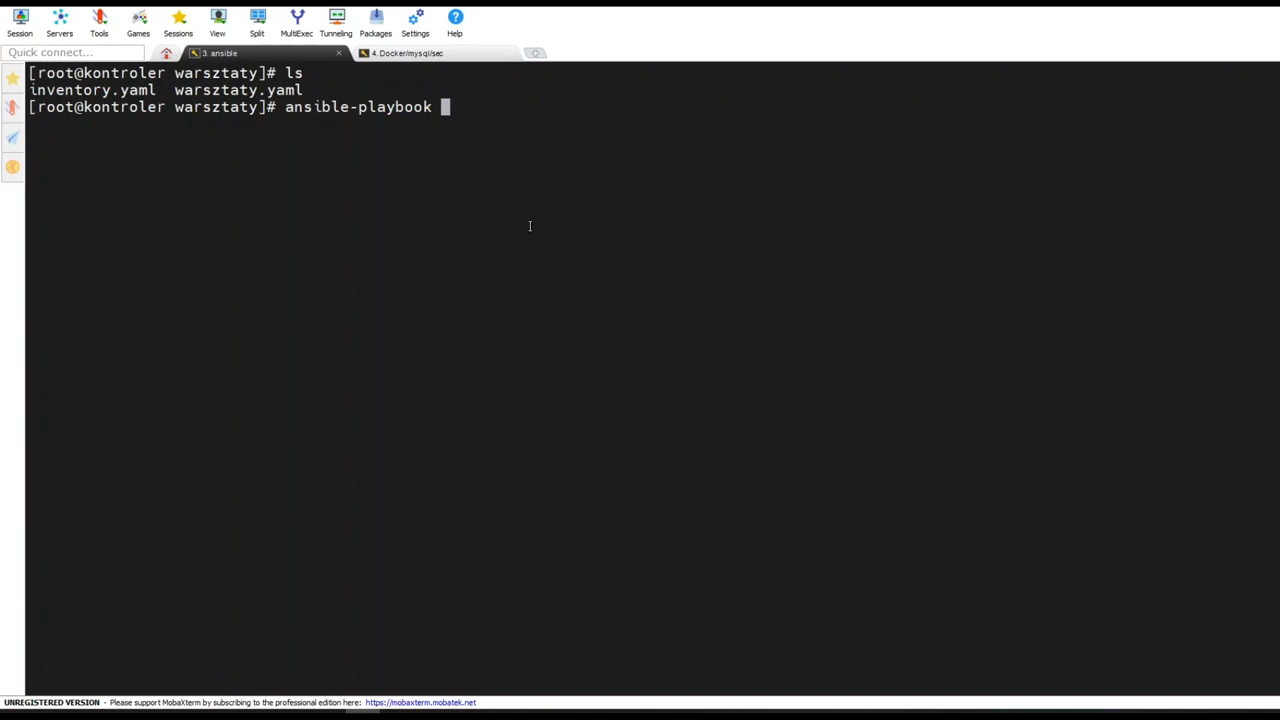 Session Servers Tools Games Sessions View Split MultiExec Tunneling Packages Settings Help
Quick connect... 3. ansible 4. Docker/mysql/sec
[root@kontroler warsztaty]# ls
inventory.yaml  warsztaty.yaml
[root@kontroler warsztaty]# ansible-playbook
UNREGISTERED VERSION - Please support MobaXterm by subscribing to the professional edition here: https://mobaxterm.mobatek.net